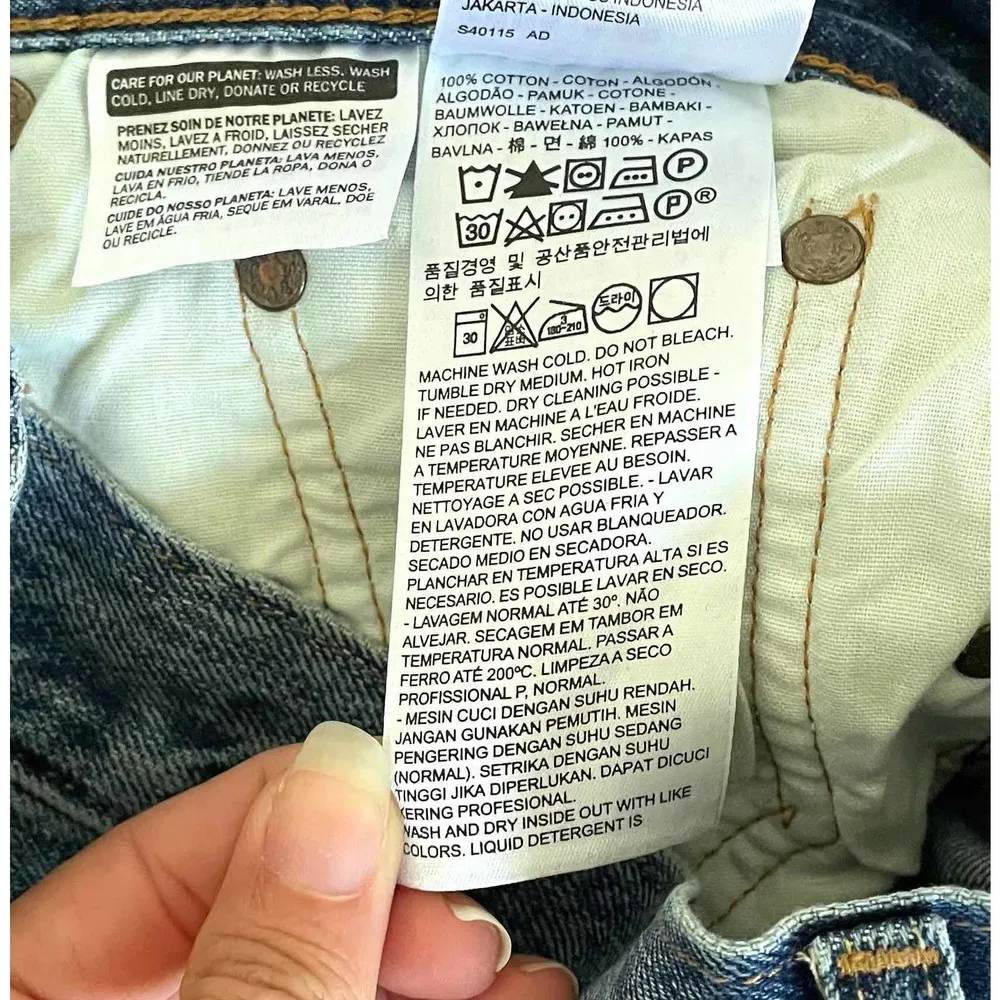 CARE FOR OUR PLANET: WASH LESS. WASH
COLD, LINE DRY, DONATE OR RECYCLE
PRENEZ SOIN DE NOTRE PLANETE: LAVEZ
MOINS, LAVEZ A FROID, LAISSEZ SECHER
NATURELLEMENT, DONNEZ OU RECYCLEZ
CUIDA NUESTRO PLANETA: LAVA MENOS,
LAVA EN FRIO, TIENDE LA ROPA, DONA O
RECICLA.
CUIDE DO NOSSO PLANETA: LAVE MENOS,
LAVE EM ÁGUA FRIA, SEQUE EM VARAL, DOE
OU RECICLE.
INDONESIA
JAKARTA - INDONESIA
S40115 AD
100% COTTON - COTON - ALGODÓN -
ALGODÃO - PAMUK - COTONE -
BAUMWOLLE - KATOEN - BAMBAKI -
ХЛОПОК - BAWEŁNA - PAMUT -
BAVLNA - 棉 - 면 - 綿 100% - KAPAS
P
30 P ®
품질경영 및 공산품안전관리법에
의한 품질표시
30 염소표백 3 180~210 드라이
MACHINE WASH COLD. DO NOT BLEACH.
TUMBLE DRY MEDIUM. HOT IRON
IF NEEDED. DRY CLEANING POSSIBLE -
LAVER EN MACHINE A L'EAU FROIDE.
NE PAS BLANCHIR. SECHER EN MACHINE
A TEMPERATURE MOYENNE. REPASSER A
TEMPERATURE ELEVEE AU BESOIN.
NETTOYAGE A SEC POSSIBLE. - LAVAR
EN LAVADORA CON AGUA FRIA Y
DETERGENTE. NO USAR BLANQUEADOR.
SECADO MEDIO EN SECADORA.
PLANCHAR EN TEMPERATURA ALTA SI ES
NECESARIO. ES POSIBLE LAVAR EN SECO.
- LAVAGEM NORMAL ATÉ 30º. NÃO
ALVEJAR. SECAGEM EM TAMBOR EM
TEMPERATURA NORMAL. PASSAR A
FERRO ATÉ 200ºC. LIMPEZA A SECO
PROFISSIONAL P, NORMAL.
- MESIN CUCI DENGAN SUHU RENDAH.
JANGAN GUNAKAN PEMUTIH. MESIN
PENGERING DENGAN SUHU SEDANG
(NORMAL). SETRIKA DENGAN SUHU
TINGGI JIKA DIPERLUKAN. DAPAT DICUCI
KERING PROFESIONAL.
WASH AND DRY INSIDE OUT WITH LIKE
COLORS. LIQUID DETERGENT IS